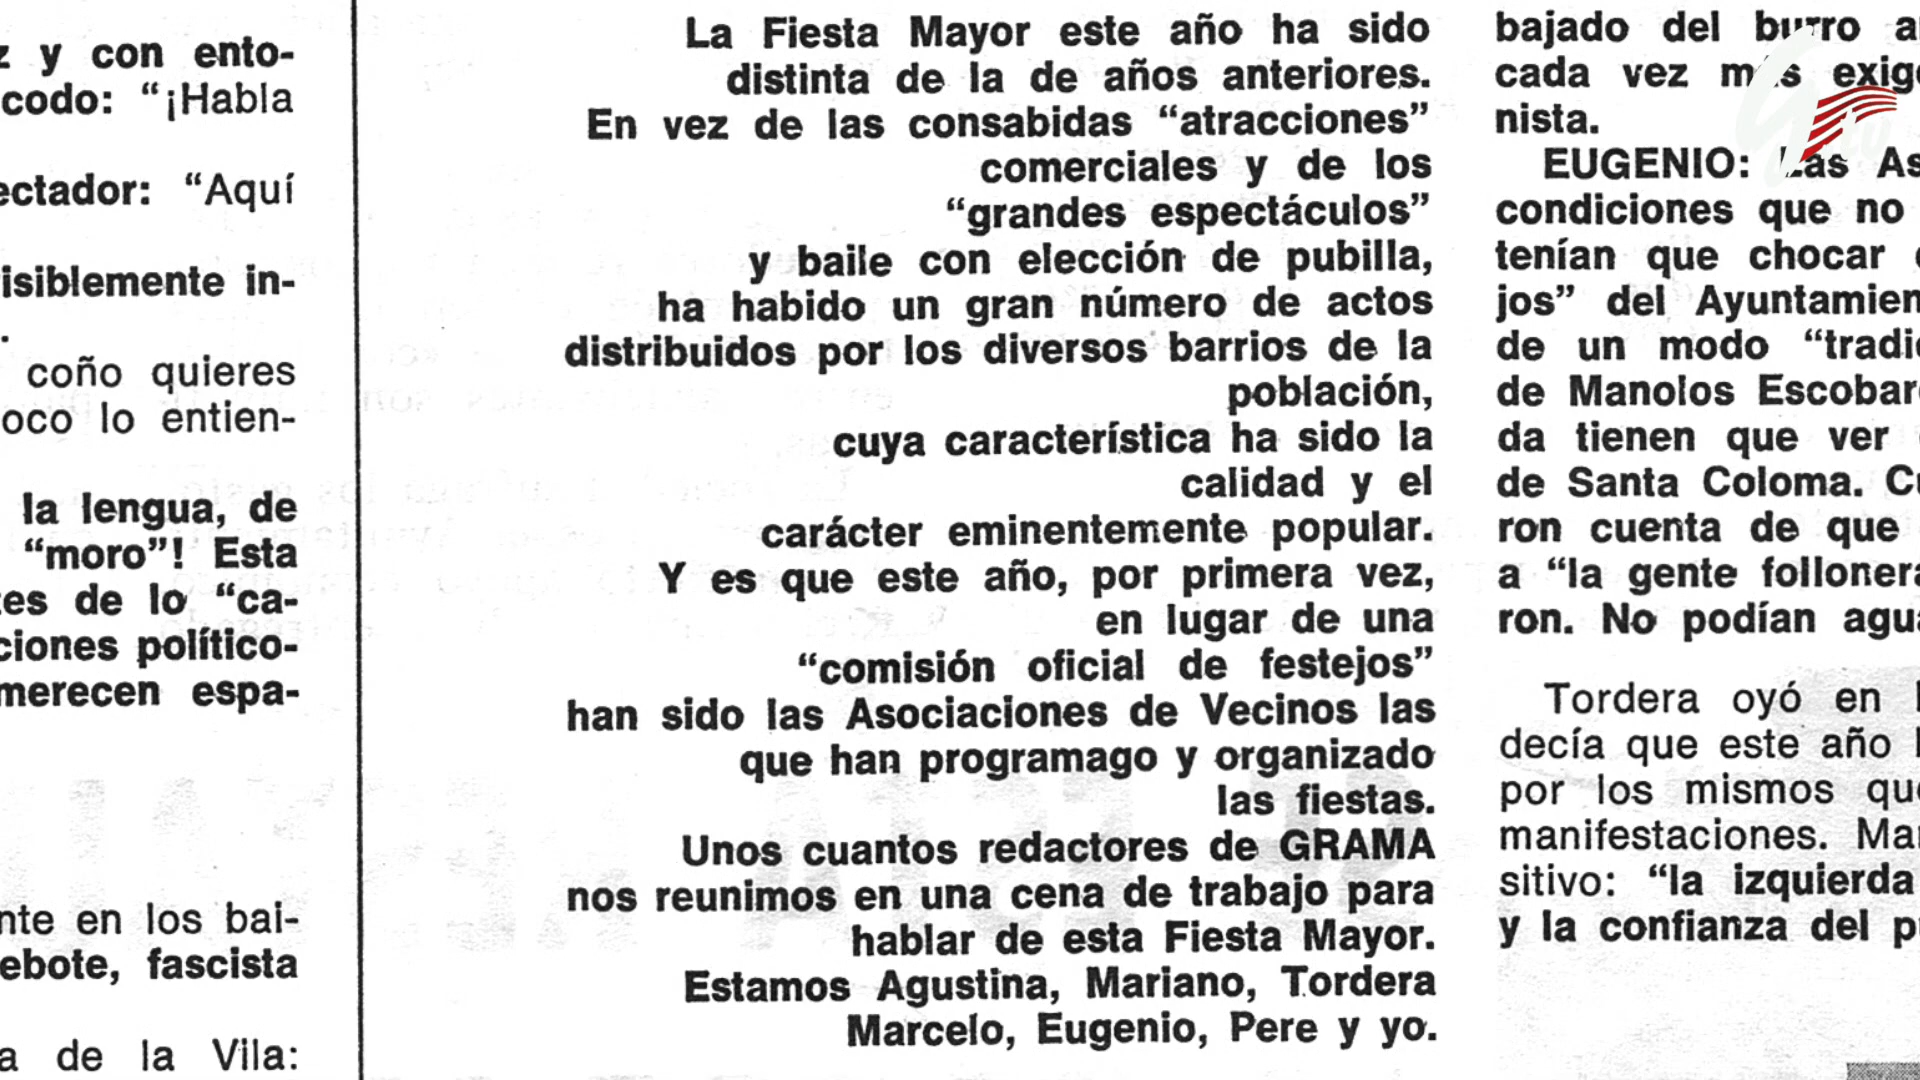 z y con ento-
codo: “¡Habla
ectador: “Aquí
isiblemente in-
.
coño quieres
oco lo entien-
la lengua, de
“moro”! Esta
tes de lo “ca-
ciones político-
merecen espa-
nte en los bai-
ebote, fascista
a de la Vila:
La Fiesta Mayor este año ha sido
distinta de la de años anteriores.
En vez de las consabidas “atracciones”
comerciales y de los
“grandes espectáculos”
y baile con elección de pubilla,
ha habido un gran número de actos
distribuidos por los diversos barrios de la
población,
cuya característica ha sido la
calidad y el
carácter eminentemente popular.
Y es que este año, por primera vez,
en lugar de una
“comisión oficial de festejos”
han sido las Asociaciones de Vecinos las
que han programago y organizado
las fiestas.
Unos cuantos redactores de GRAMA
nos reunimos en una cena de trabajo para
hablar de esta Fiesta Mayor.
Estamos Agustina, Mariano, Tordera
Marcelo, Eugenio, Pere y yo.
bajado del burro a
cada vez más exige
nista.
EUGENIO: Las As
condiciones que no
tenían que chocar
jos” del Ayuntamien
de un modo “tradic
de Manolos Escobar
da tienen que ver
de Santa Coloma. Cu
ron cuenta de que
a “la gente follonera
ron. No podían agua
Tordera oyó en
decía que este año
por los mismos que
manifestaciones. Mar
sitivo: “la izquierda
y la confianza del p